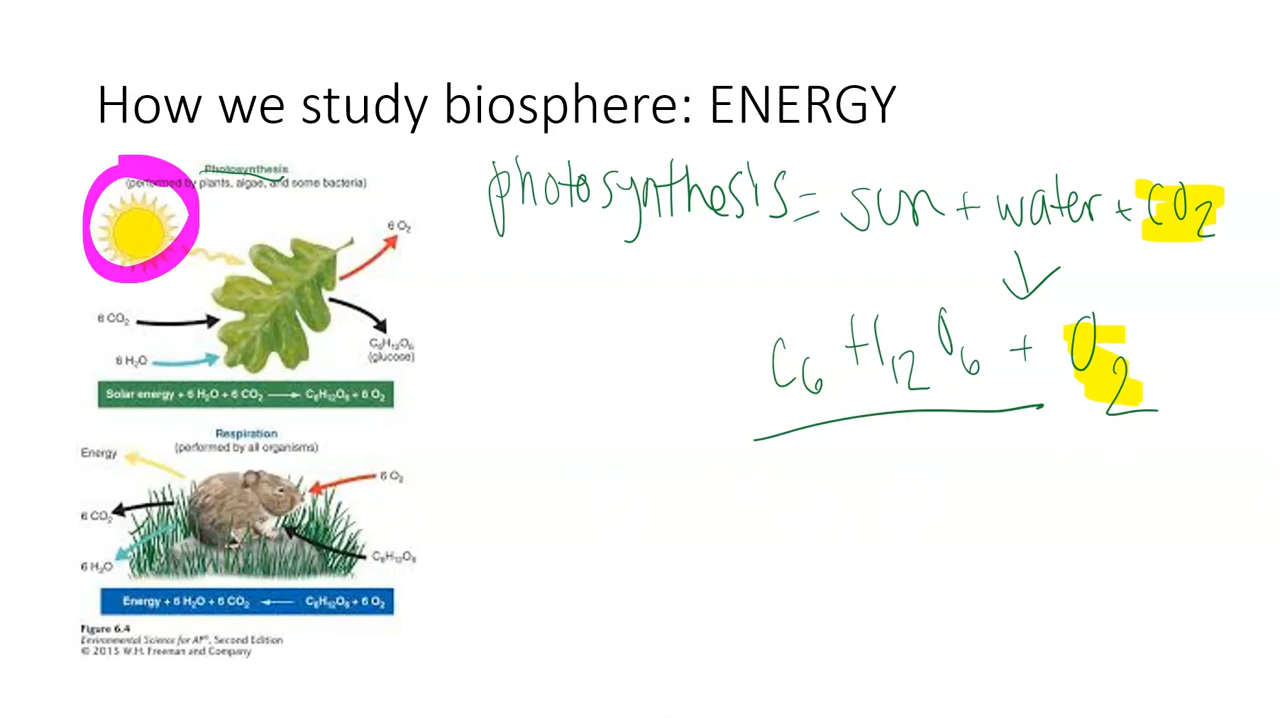 How we study biosphere: ENERGY
Photosynthesis
(performed by plants, algae, and some bacteria)
6 O₂
6 CO₂
6 H₂O
C₆H₁₂O₆
(glucose)
Solar energy + 6 H₂O + 6 CO₂ → C₆H₁₂O₆ + 6 O₂
Respiration
(performed by all organisms)
Energy
6 O₂
6 CO₂
6 H₂O
C₆H₁₂O₆
Energy + 6 H₂O + 6 CO₂ ← C₆H₁₂O₆ + 6 O₂
Figure 6.4
Environmental Science for AP®, Second Edition
© 2015 W.H. Freeman and Company
photosynthesis = sun + water + CO₂
↓
C₆ H₁₂ O₆ + O₂